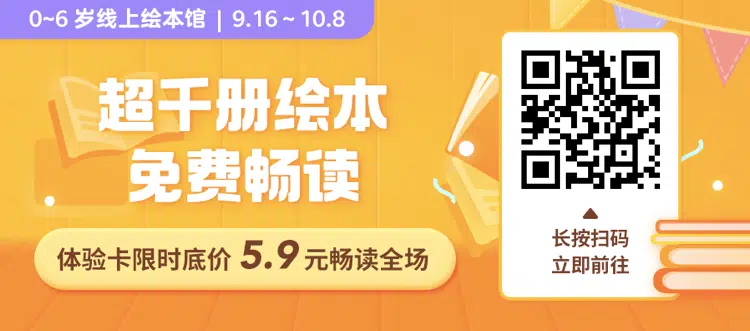 0~6 岁线上绘本馆 | 9.16 ~ 10.8
超千册绘本
免费畅读
体验卡限时底价 5.9 元畅读全场
长按扫码
立即前往